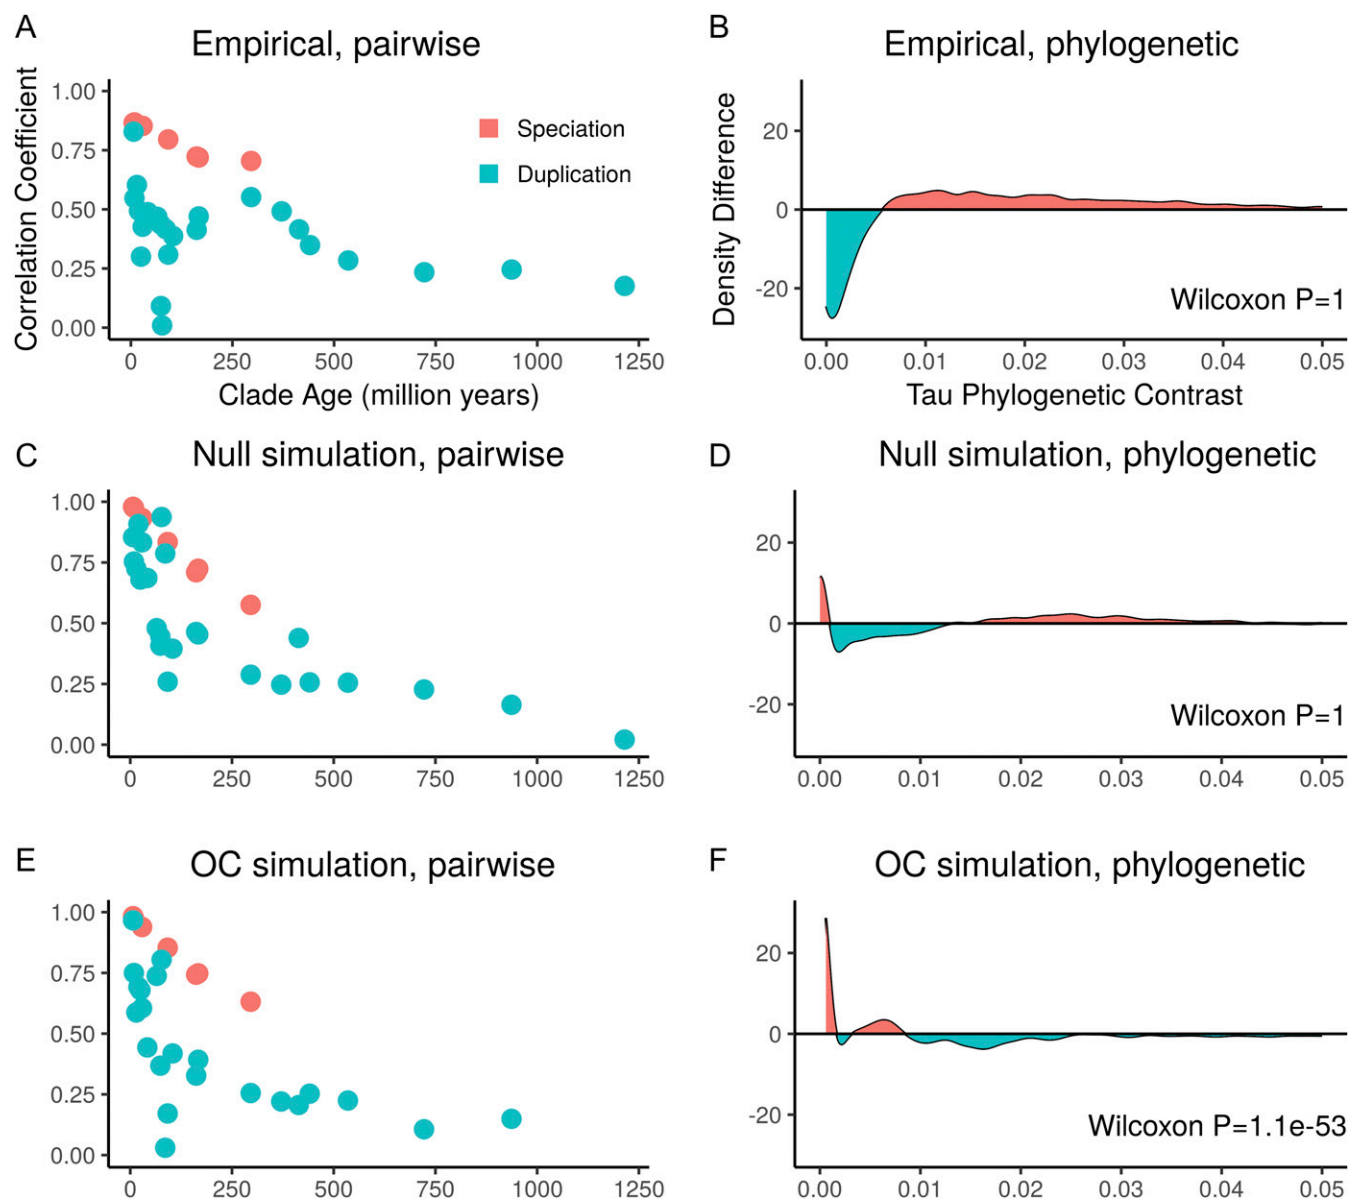 A
Empirical, pairwise
Correlation Coefficient
1.00
0.75
0.50
0.25
0.00
Speciation
Duplication
0 250 500 750 1000 1250
Clade Age (million years)
B
Empirical, phylogenetic
Density Difference
20
0
-20
Wilcoxon P=1
0.00 0.01 0.02 0.03 0.04 0.05
Tau Phylogenetic Contrast
C
Null simulation, pairwise
1.00
0.75
0.50
0.25
0.00
0 250 500 750 1000 1250
D
Null simulation, phylogenetic
20
0
-20
Wilcoxon P=1
0.00 0.01 0.02 0.03 0.04 0.05
E
OC simulation, pairwise
1.00
0.75
0.50
0.25
0.00
0 250 500 750 1000 1250
F
OC simulation, phylogenetic
20
0
-20
Wilcoxon P=1.1e-53
0.00 0.01 0.02 0.03 0.04 0.05